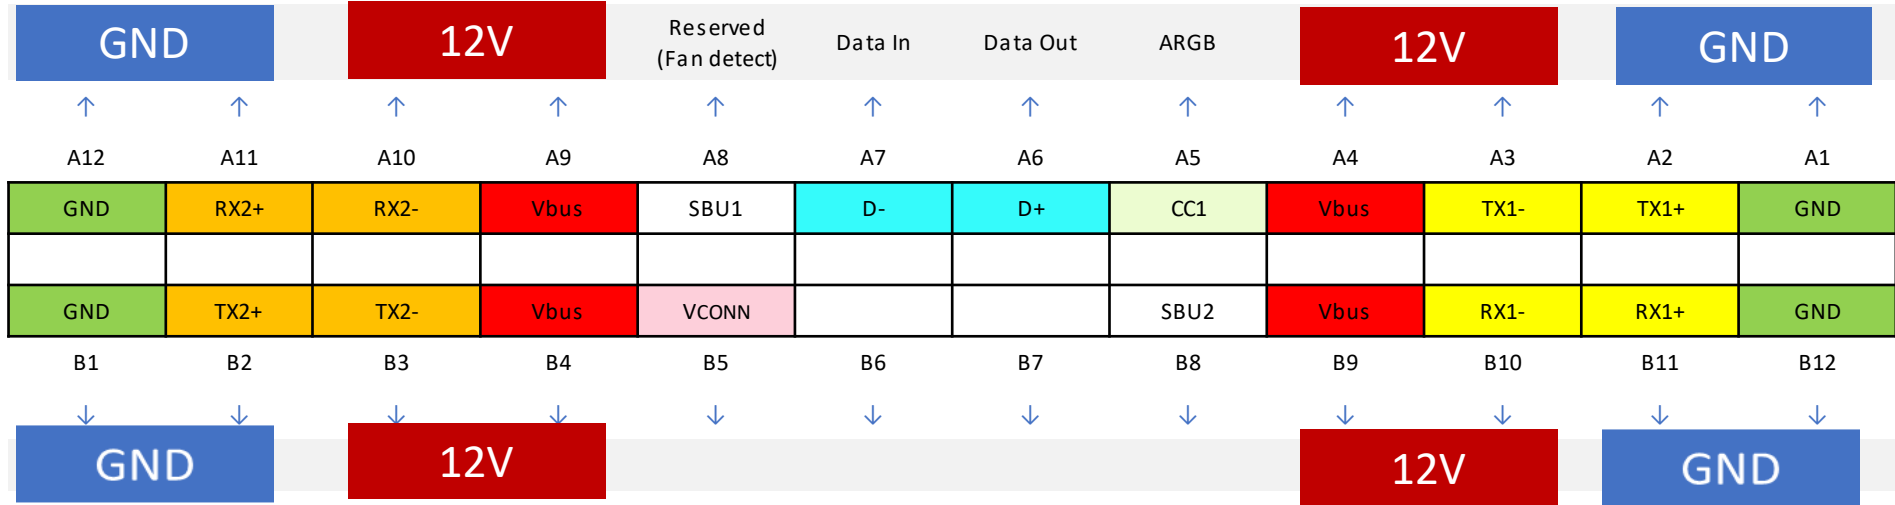 GND 12V Reserved (Fan detect) Data In Data Out ARGB 12V GND
A12 A11 A10 A9 A8 A7 A6 A5 A4 A3 A2 A1
GND RX2+ RX2- Vbus SBU1 D- D+ CC1 Vbus TX1- TX1+ GND
GND TX2+ TX2- Vbus VCONN SBU2 Vbus RX1- RX1+ GND
B1 B2 B3 B4 B5 B6 B7 B8 B9 B10 B11 B12
GND 12V 12V GND